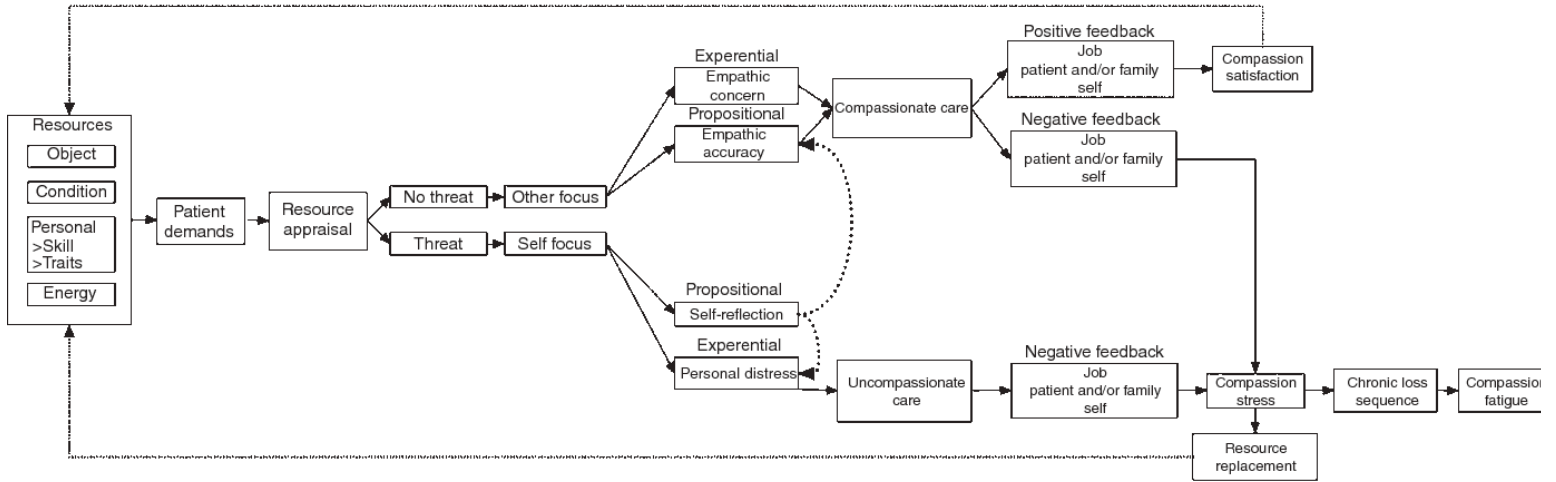 Resources
Object
Condition
Personal
>Skill
>Traits
Energy
Patient
demands
Resource
appraisal
No threat
Threat
Other focus
Self focus
Experential
Empathic
concern
Propositional
Empathic
accuracy
Propositional
Self-reflection
Experential
Personal distress
Compassionate care
Uncompassionate
care
Positive feedback
Job
patient and/or family
self
Negative feedback
Job
patient and/or family
self
Negative feedback
Job
patient and/or family
self
Compassion
satisfaction
Compassion
stress
Resource
replacement
Chronic loss
sequence
Compassion
fatigue